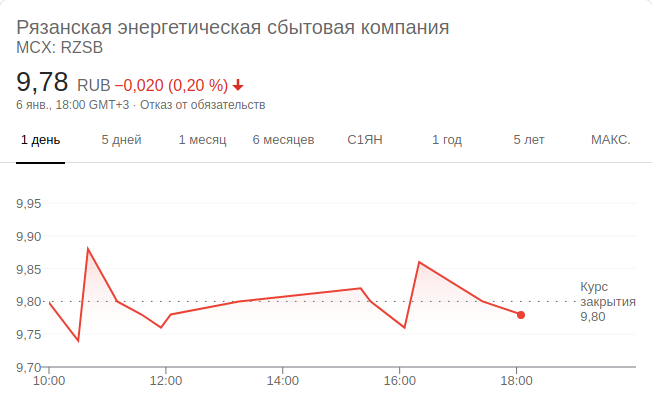 Рязанская энергетическая сбытовая компания
MCX: RZSB
9,78 RUB −0,020 (0,20 %)
6 янв., 18:00 GMT+3 · Отказ от обязательств
1 день 5 дней 1 месяц 6 месяцев С1ЯН 1 год 5 лет МАКС.
9,95
9,90
9,85
9,80
9,75
9,70
Курс
закрытия
9,80
10:00 12:00 14:00 16:00 18:00